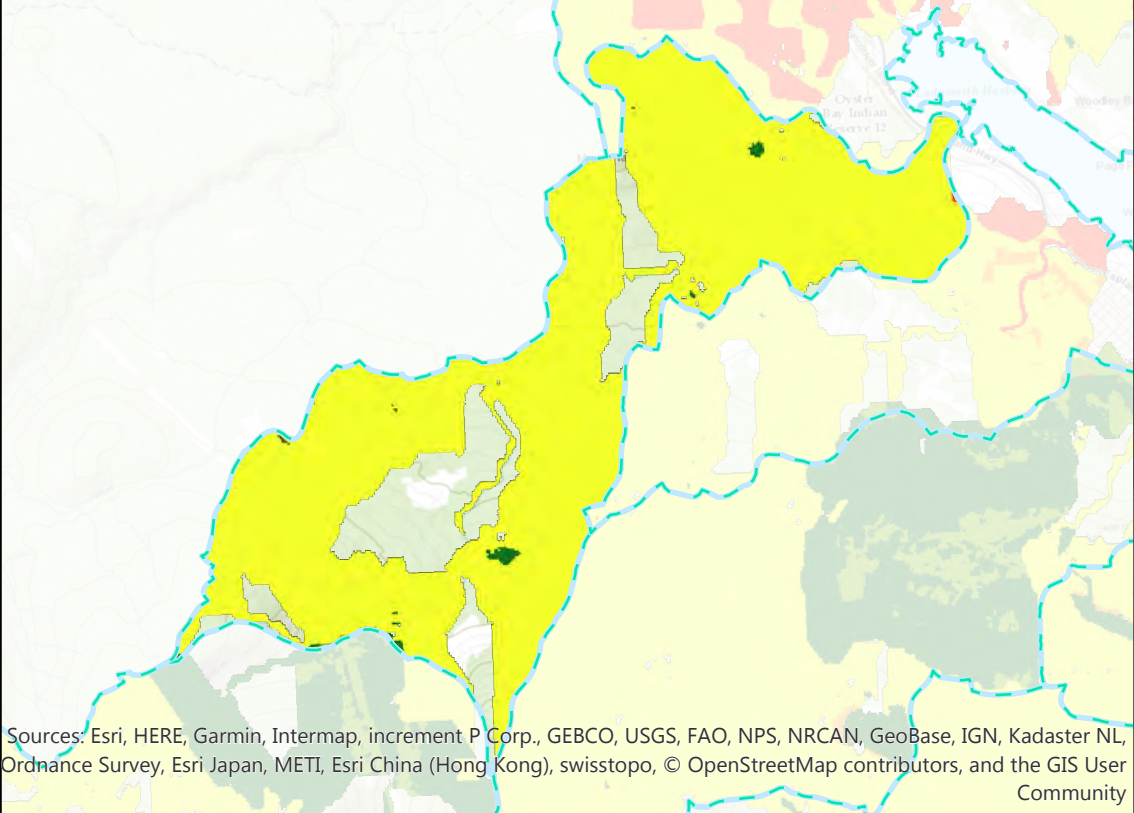 Oyster
Bay Indian
Reserve 12
Woodley
Hwy
Sources: Esri, HERE, Garmin, Intermap, increment P Corp., GEBCO, USGS, FAO, NPS, NRCAN, GeoBase, IGN, Kadaster NL,
Ordnance Survey, Esri Japan, METI, Esri China (Hong Kong), swisstopo, © OpenStreetMap contributors, and the GIS User
Community